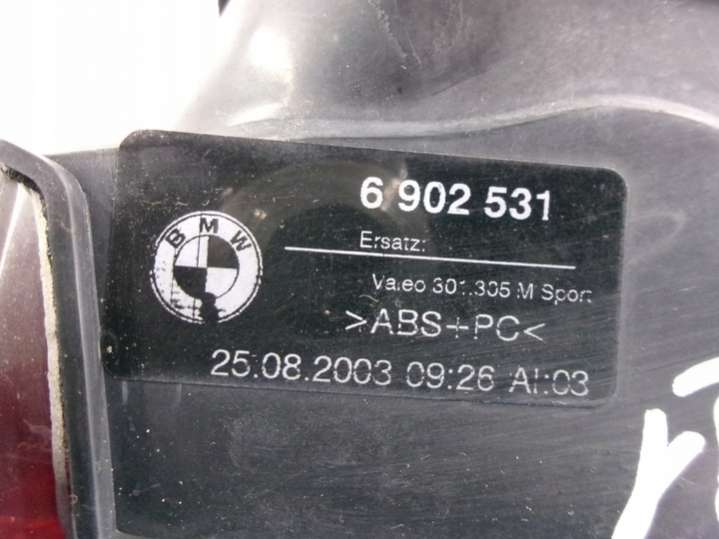 6 902 531
BMW
Ersatz:
Valeo 301.305 M Sport
>ABS+PC<
25.08.2003 09:26 AI:03